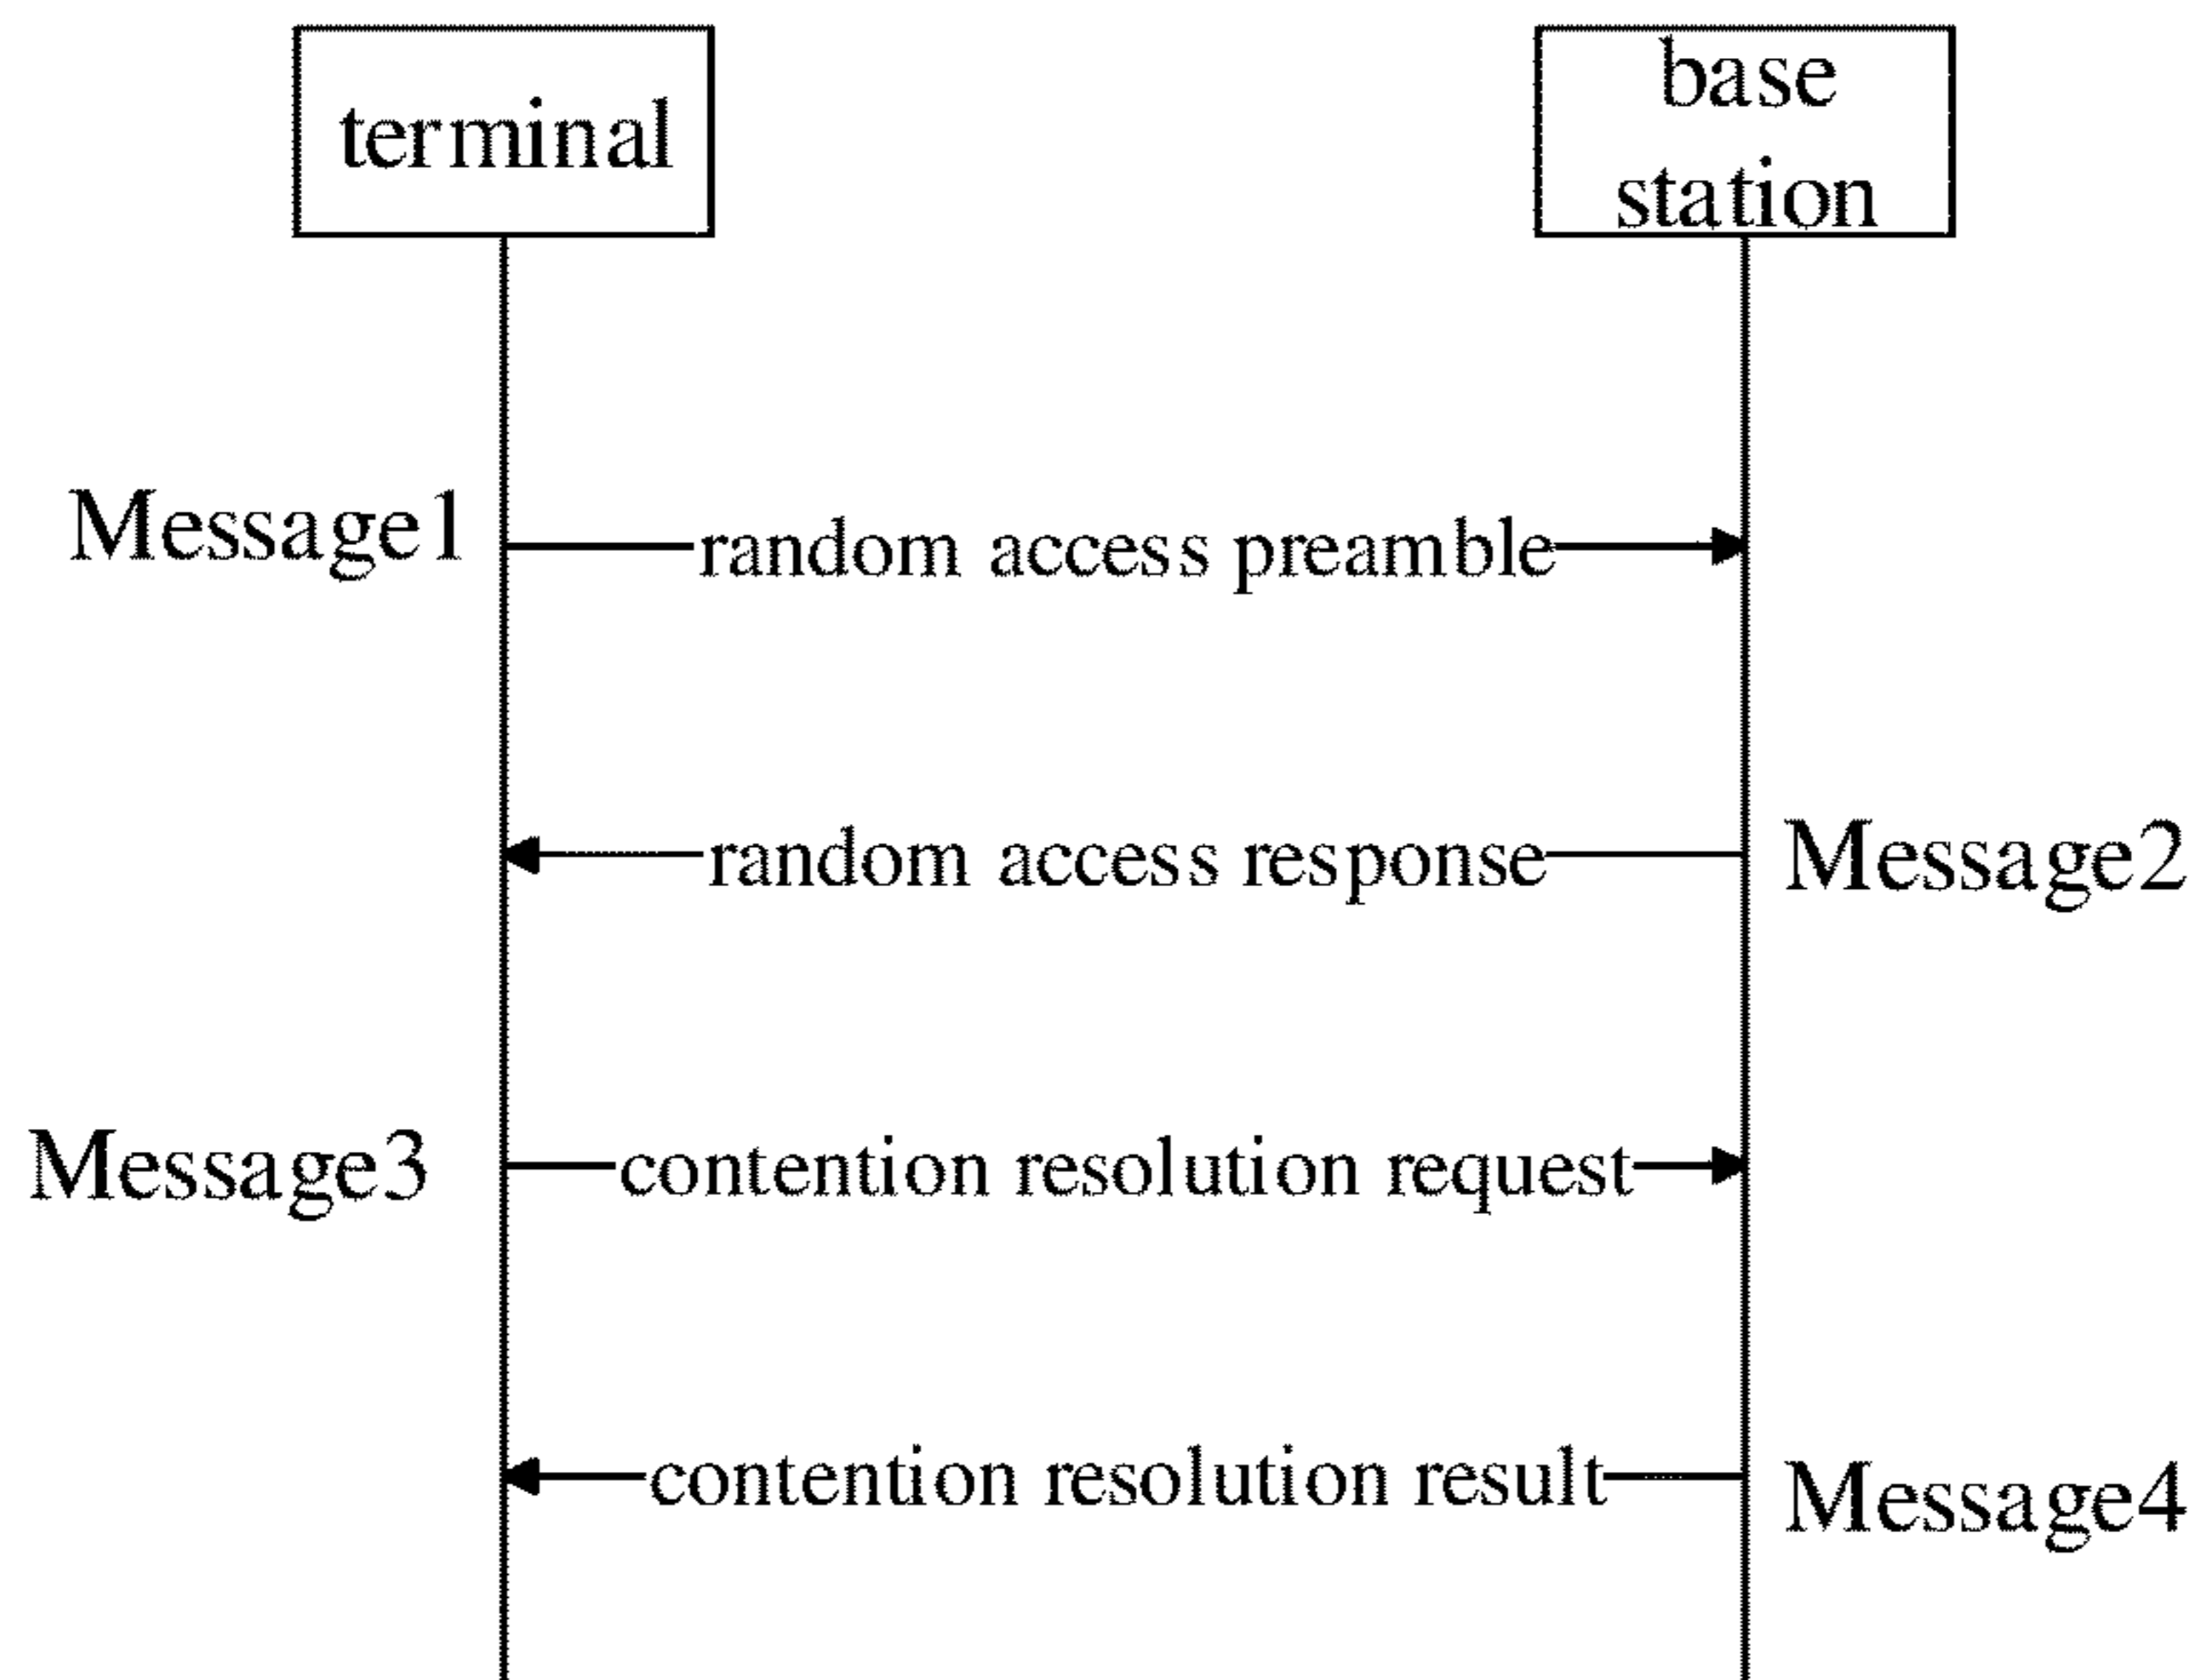 terminal
base
station
Message1
random access preamble
random access response
Message2
Message3
contention resolution request
contention resolution result
Message4